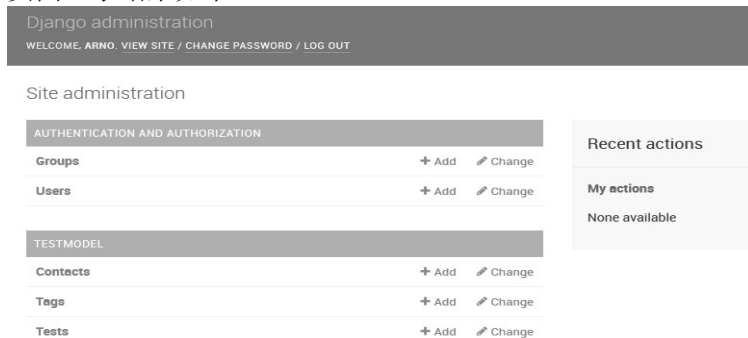 Django administration
WELCOME, ARNO. VIEW SITE / CHANGE PASSWORD / LOG OUT
Site administration
AUTHENTICATION AND AUTHORIZATION
Groups + Add Change
Users + Add Change
TESTMODEL
Contacts + Add Change
Tags + Add Change
Tests + Add Change
Recent actions
My actions
None available